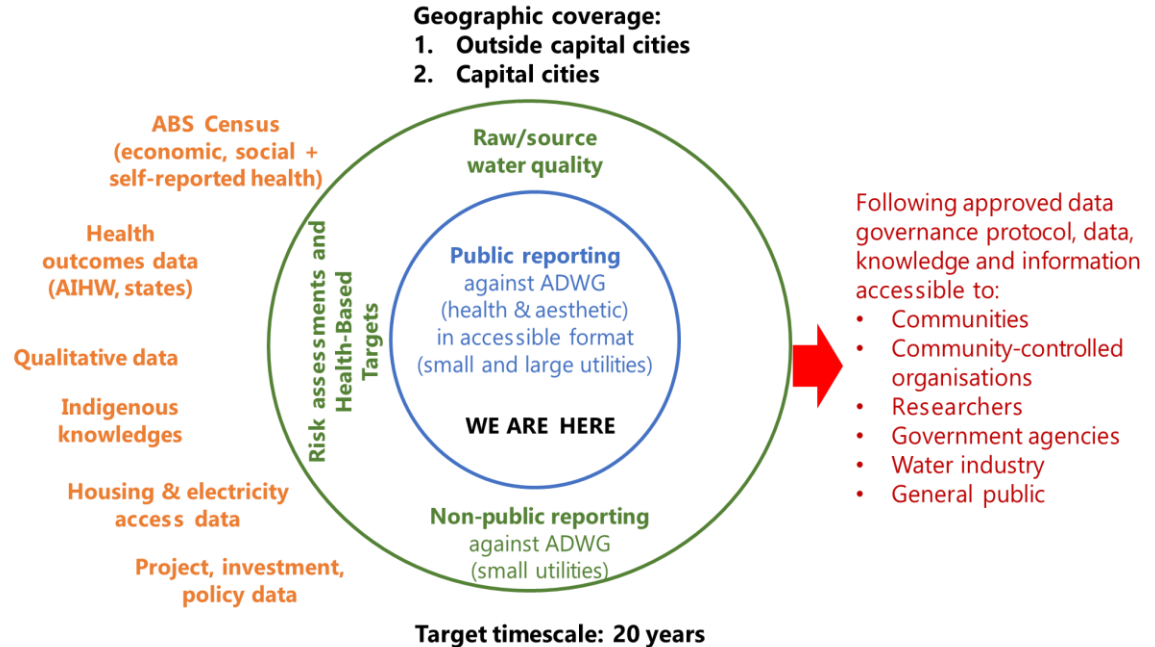 Geographic coverage:
1. Outside capital cities
2. Capital cities
ABS Census
(economic, social +
self-reported health)
Health
outcomes data
(AIHW, states)
Qualitative data
Indigenous
knowledges
Housing & electricity
access data
Project, investment,
policy data
Raw/source
water quality
Risk assessments and
Health-Based
Targets
Public reporting
against ADWG
(health & aesthetic)
in accessible format
(small and large utilities)
WE ARE HERE
Non-public reporting
against ADWG
(small utilities)
Following approved data
governance protocol, data,
knowledge and information
accessible to:
• Communities
• Community-controlled
organisations
• Researchers
• Government agencies
• Water industry
• General public
Target timescale: 20 years